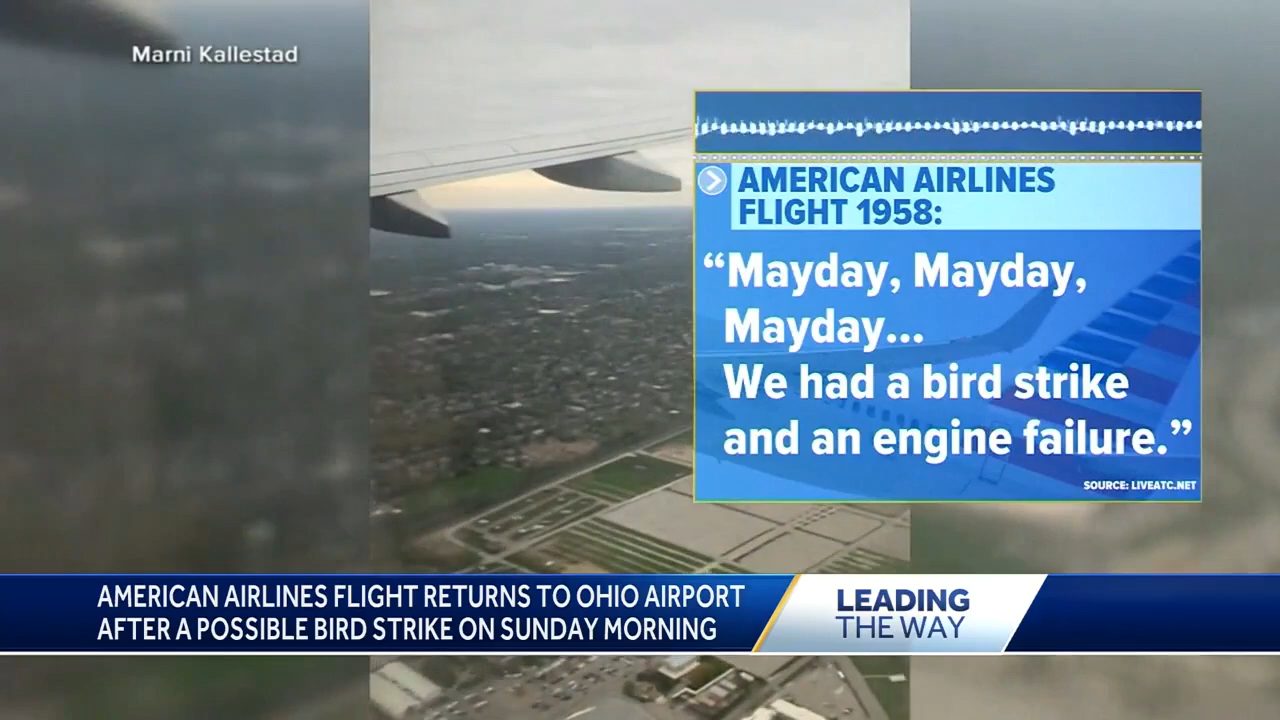 Marni Kallestad
AMERICAN AIRLINES
FLIGHT 1958:
“Mayday, Mayday,
Mayday...
We had a bird strike
and an engine failure.”
SOURCE: LIVEATC.NET
AMERICAN AIRLINES FLIGHT RETURNS TO OHIO AIRPORT
AFTER A POSSIBLE BIRD STRIKE ON SUNDAY MORNING
LEADING
THE WAY